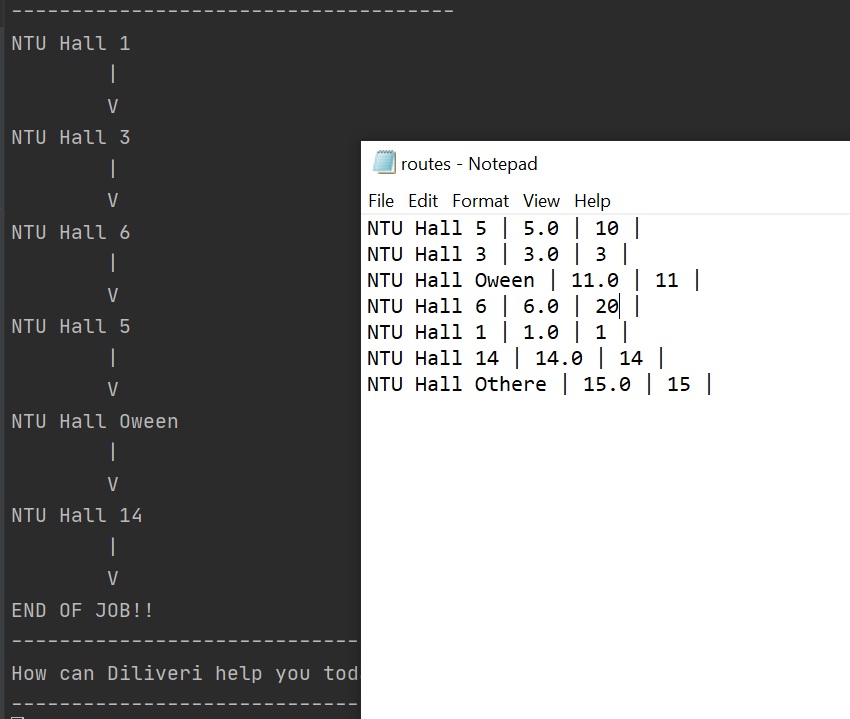 -------------------------------------
NTU Hall 1
|
V
NTU Hall 3
|
V
NTU Hall 6
|
V
NTU Hall 5
|
V
NTU Hall Oween
|
V
NTU Hall 14
|
V
END OF JOB!!
-----------------------------
How can Diliveri help you tod
-----------------------------
routes - Notepad
File Edit Format View Help
NTU Hall 5 | 5.0 | 10 |
NTU Hall 3 | 3.0 | 3 |
NTU Hall Oween | 11.0 | 11 |
NTU Hall 6 | 6.0 | 20 |
NTU Hall 1 | 1.0 | 1 |
NTU Hall 14 | 14.0 | 14 |
NTU Hall Othere | 15.0 | 15 |